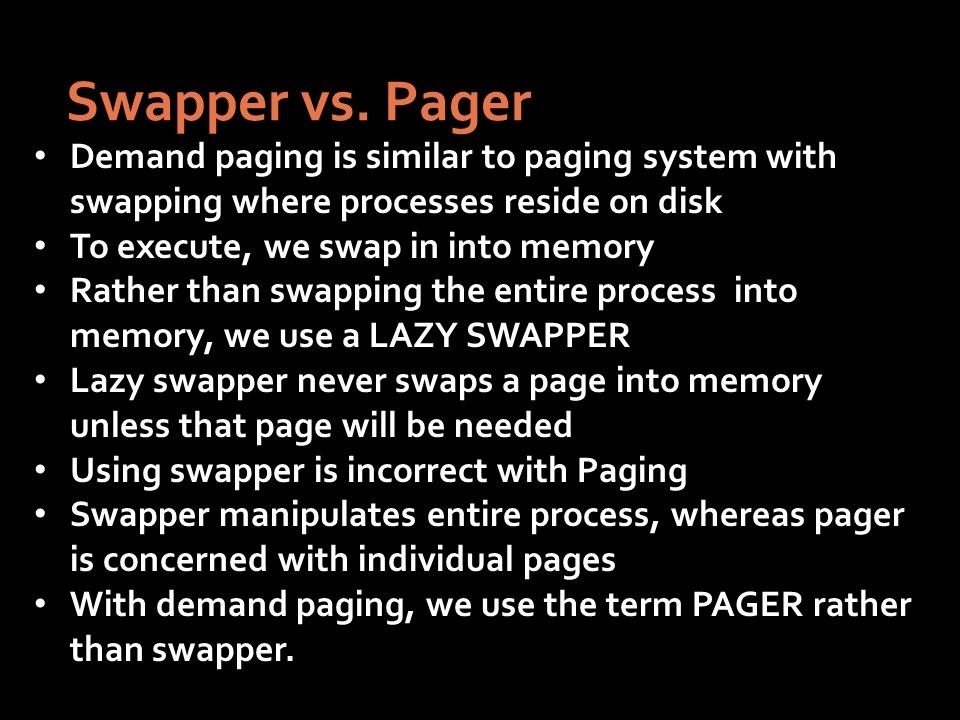 Swapper vs. Pager
• Demand paging is similar to paging system with
swapping where processes reside on disk
• To execute, we swap in into memory
• Rather than swapping the entire process  into
memory, we use a LAZY SWAPPER
• Lazy swapper never swaps a page into memory
unless that page will be needed
• Using swapper is incorrect with Paging
• Swapper manipulates entire process, whereas pager
is concerned with individual pages
• With demand paging, we use the term PAGER rather
than swapper.